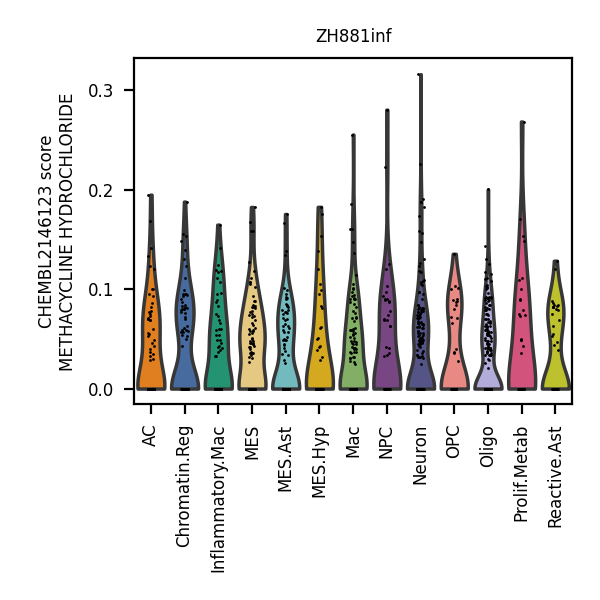 ZH881inf
CHEMBL2146123 score
METHACYCLINE HYDROCHLORIDE
0.3
0.2
0.1
0.0
AC
Chromatin.Reg
Inflammatory.Mac
MES
MES.Ast
MES.Hyp
Mac
NPC
Neuron
OPC
Oligo
Prolif.Metab
Reactive.Ast